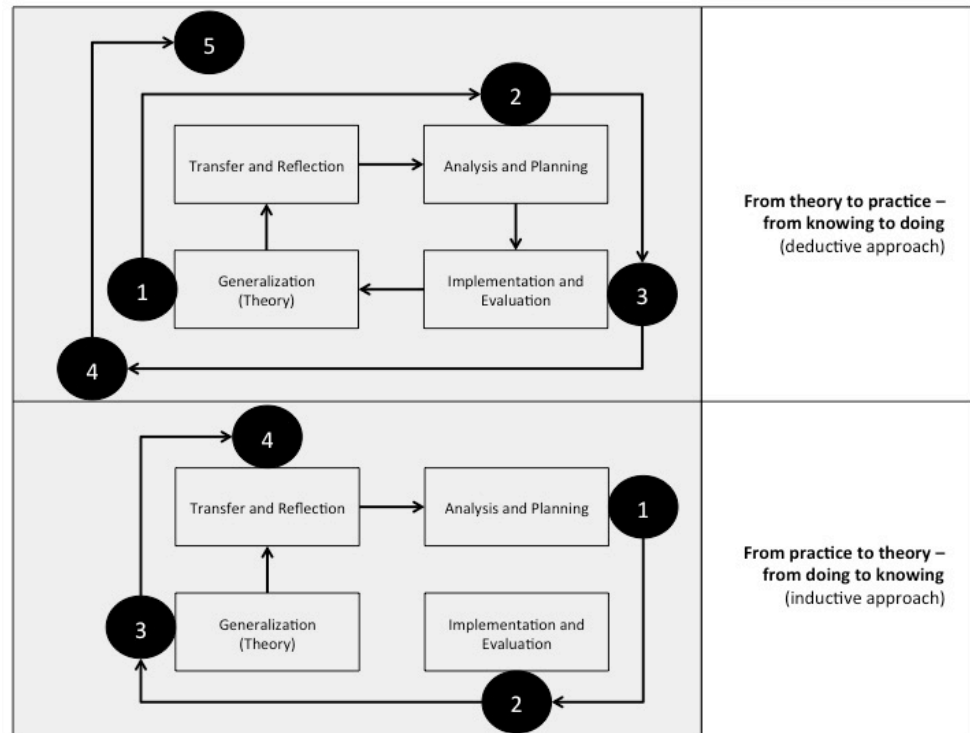 5
2
Transfer and Reflection
Analysis and Planning
1
Generalization
(Theory)
Implementation and
Evaluation
3
4
From theory to practice –
from knowing to doing
(deductive approach)
4
Transfer and Reflection
Analysis and Planning
1
3
Generalization
(Theory)
Implementation and
Evaluation
2
From practice to theory –
from doing to knowing
(inductive approach)